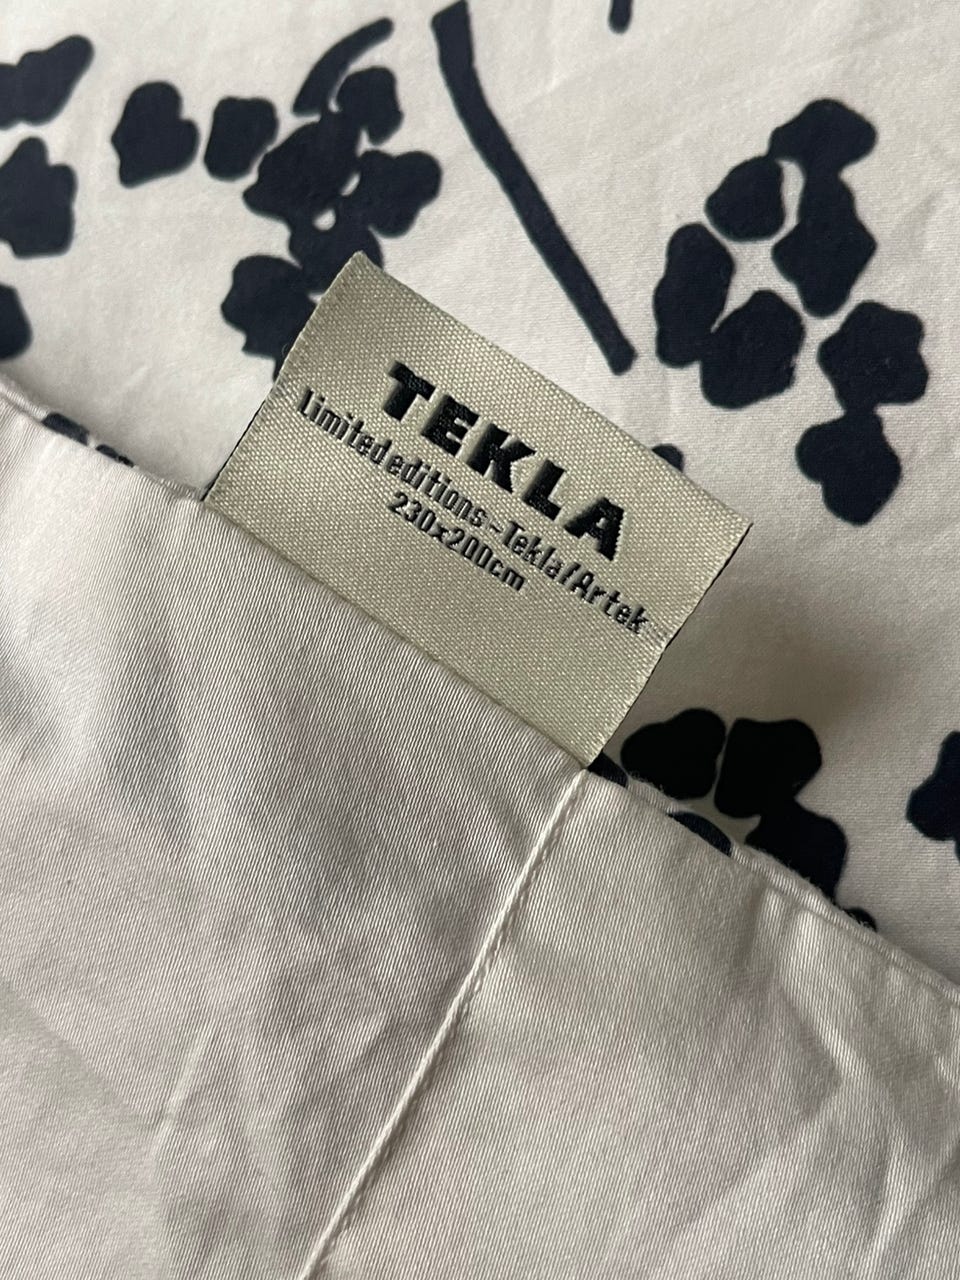 TEKLA
Limited editions ~ Tekla/Artek
230x200cm